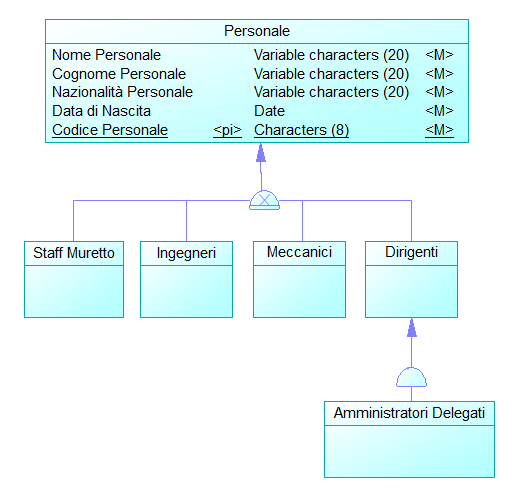 Personale
Nome Personale Variable characters (20) <M>
Cognome Personale Variable characters (20) <M>
Nazionalità Personale Variable characters (20) <M>
Data di Nascita Date <M>
Codice Personale <pi> Characters (8) <M>
Staff Muretto Ingegneri Meccanici Dirigenti
Amministratori Delegati